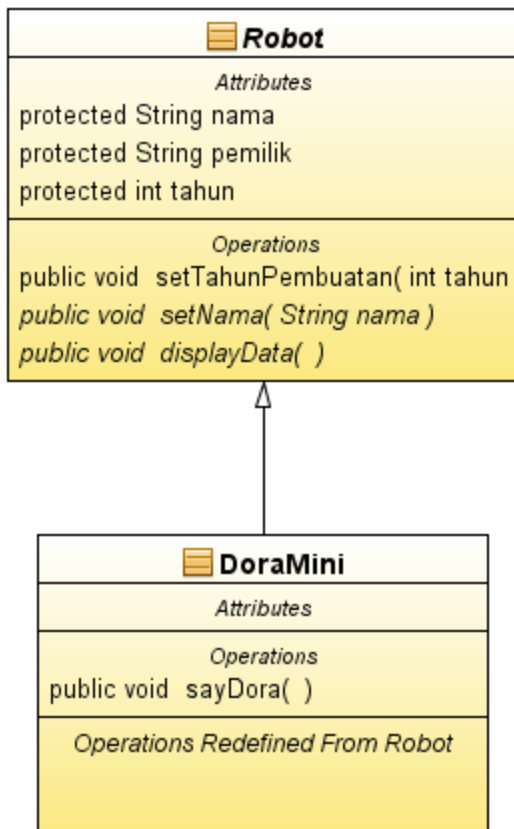 Robot
Attributes
protected String nama
protected String pemilik
protected int tahun
Operations
public void setTahunPembuatan( int tahun
public void setNama( String nama )
public void displayData( )
DoraMini
Attributes
Operations
public void sayDora( )
Operations Redefined From Robot